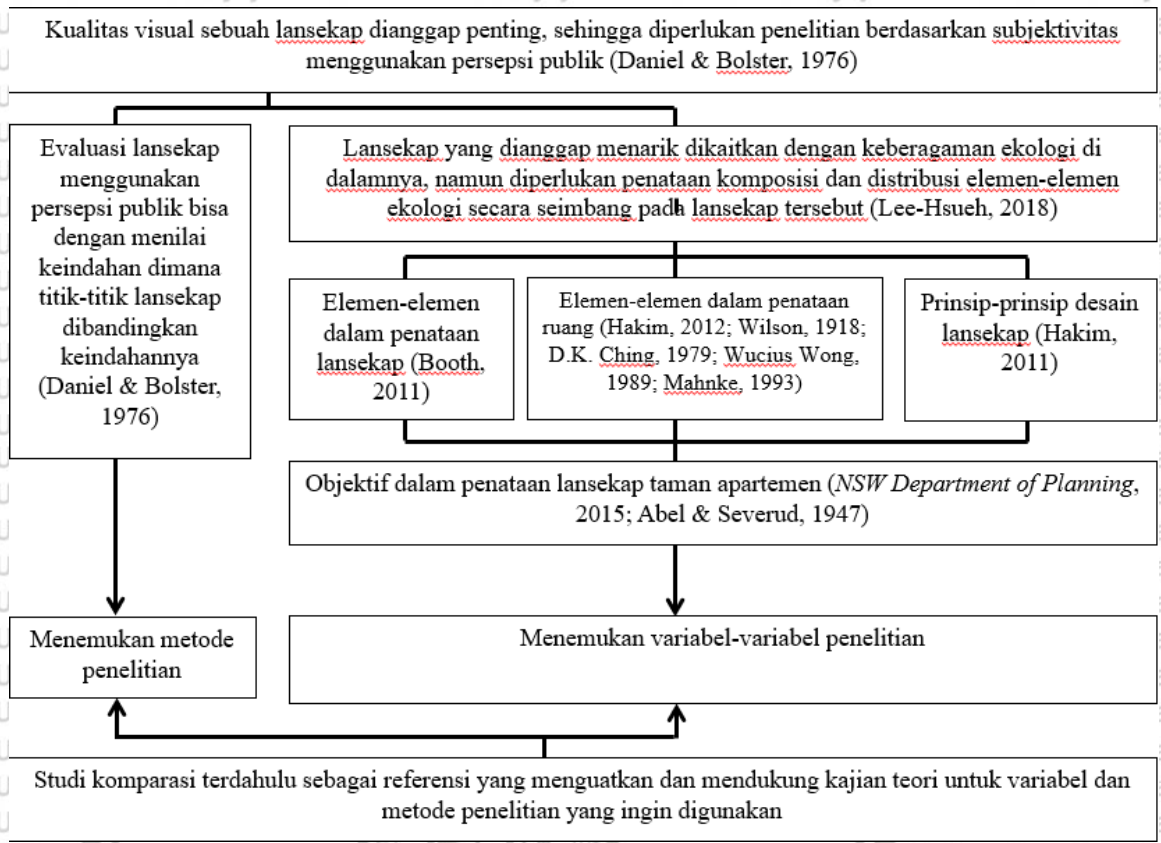 Kualitas visual sebuah lansekap dianggap penting, sehingga diperlukan penelitian berdasarkan subjektivitas
menggunakan persepsi publik (Daniel & Bolster, 1976)
Evaluasi lansekap
menggunakan
persepsi publik bisa
dengan menilai
keindahan dimana
titik-titik lansekap
dibandingkan
keindahannya
(Daniel & Bolster,
1976)
Lansekap yang dianggap menarik dikaitkan dengan keberagaman ekologi di
dalamnya, namun diperlukan penataan komposisi dan distribusi elemen-elemen
ekologi secara seimbang pada lansekap tersebut (Lee-Hsueh, 2018)
Elemen-elemen
dalam penataan
lansekap (Booth,
2011)
Elemen-elemen dalam penataan
ruang (Hakim, 2012; Wilson, 1918;
D.K. Ching, 1979; Wucius Wong,
1989; Mahnke, 1993)
Prinsip-prinsip desain
lansekap (Hakim,
2011)
Objektif dalam penataan lansekap taman apartemen (NSW Department of Planning,
2015; Abel & Severud, 1947)
Menemukan metode
penelitian
Menemukan variabel-variabel penelitian
Studi komparasi terdahulu sebagai referensi yang menguatkan dan mendukung kajian teori untuk variabel dan
metode penelitian yang ingin digunakan